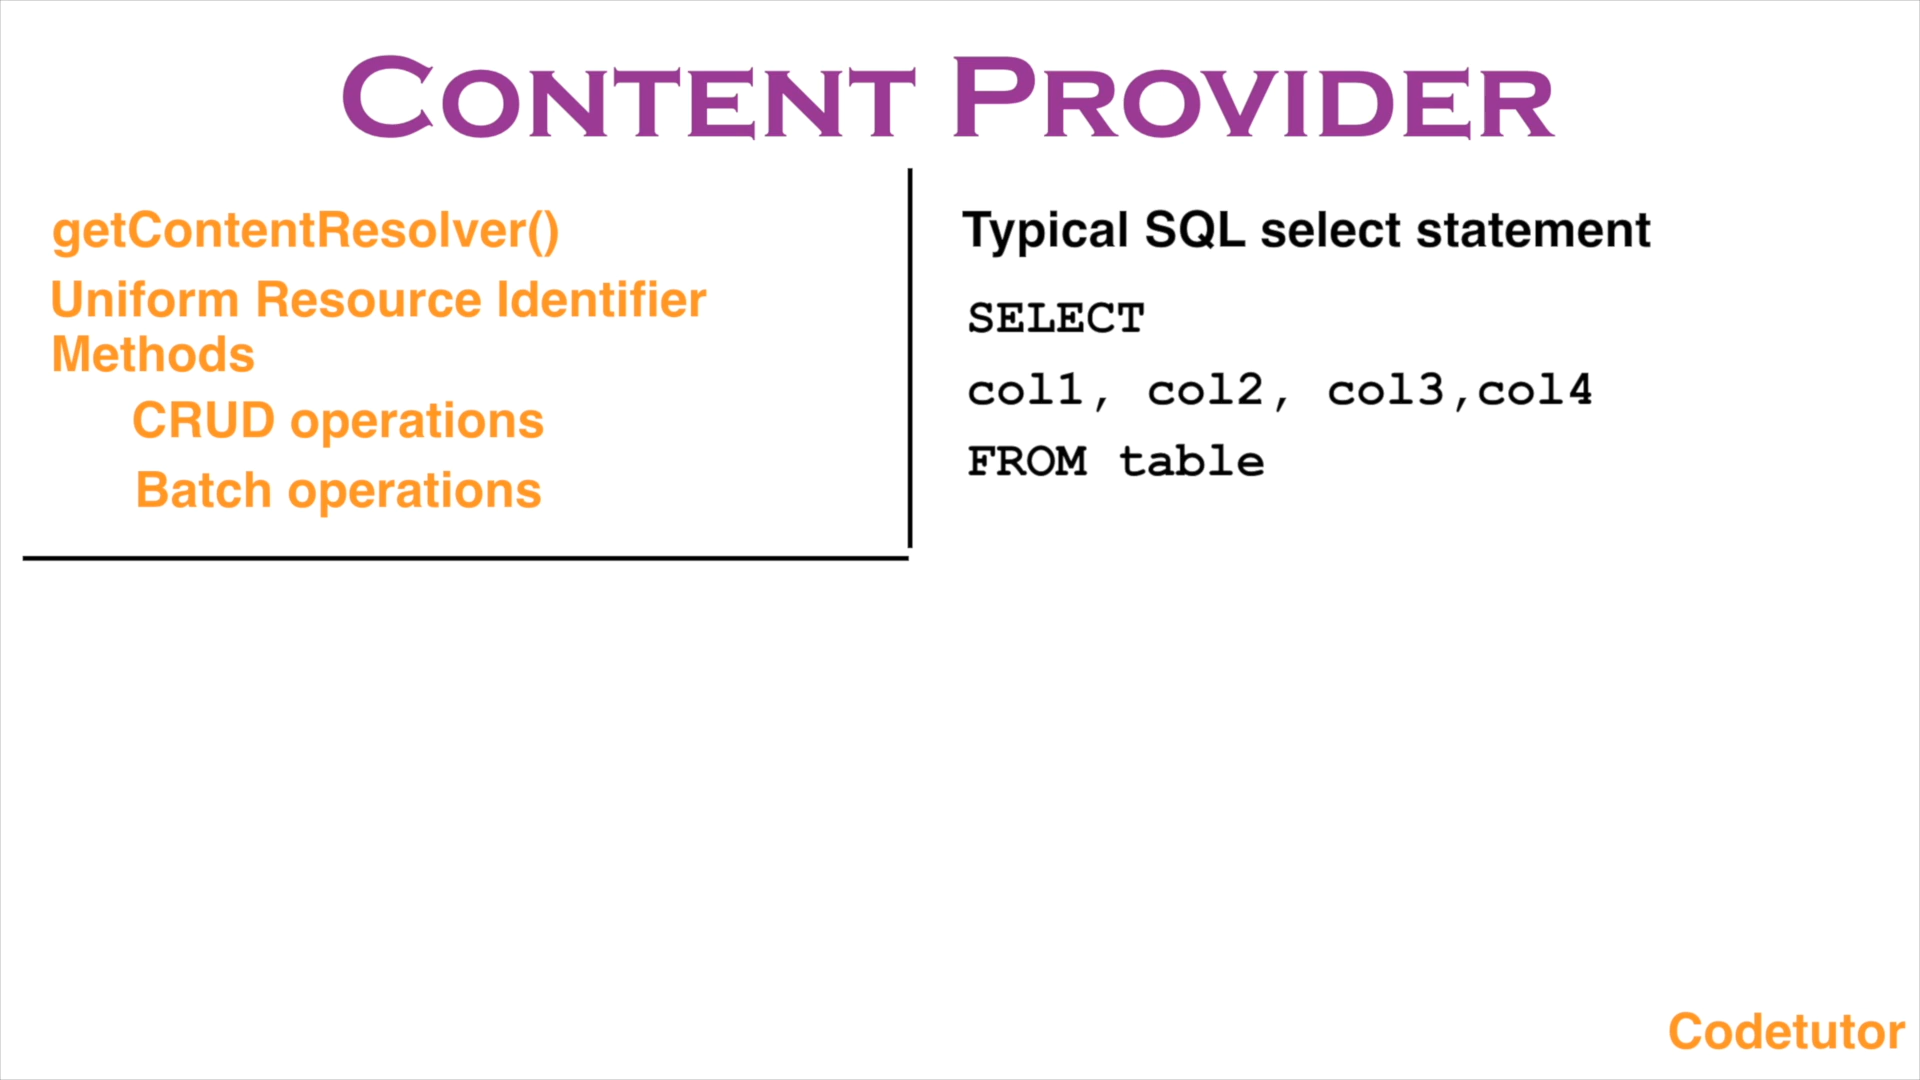 CONTENT PROVIDER
getContentResolver()
Uniform Resource Identifier
Methods
CRUD operations
Batch operations
Typical SQL select statement
SELECT
col1, col2, col3,col4
FROM table
Codetutor